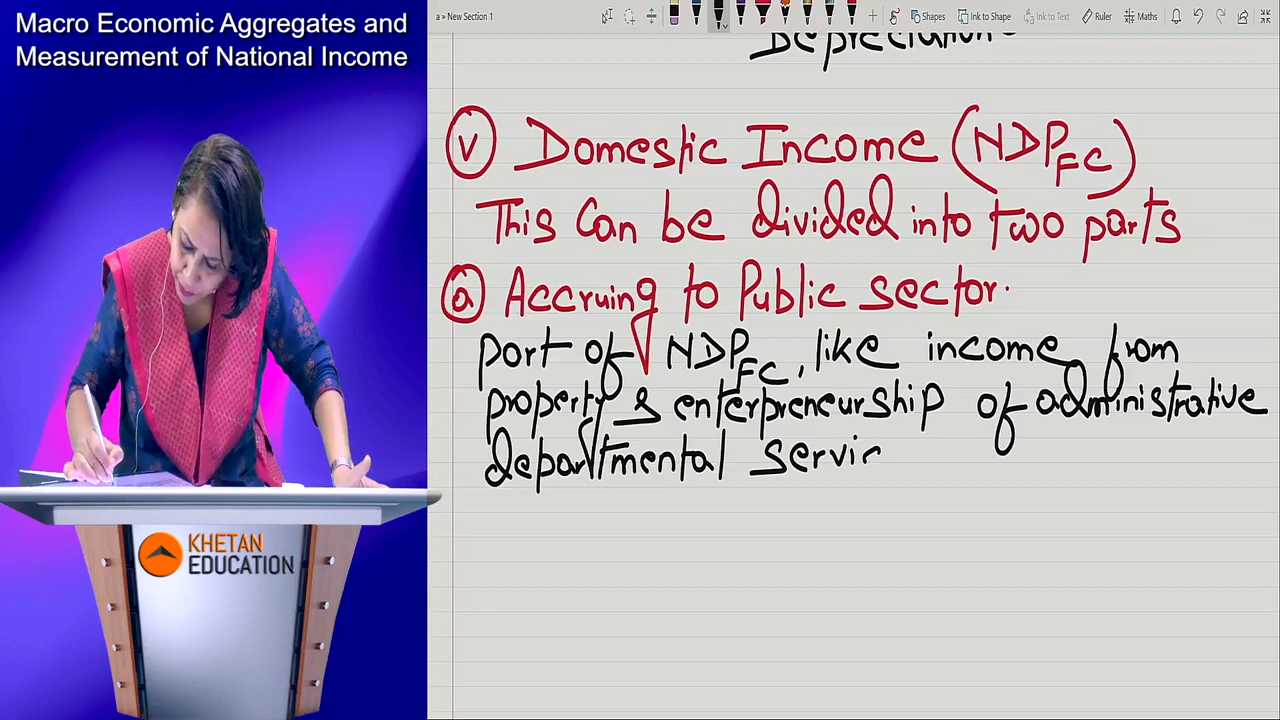 Macro Economic Aggregates and
Measurement of National Income
a » New Section 1
Shapes
Ink to Shape
Ink to Text
Ruler
Math
Depreciation
(v) Domestic Income (NDPFC)
This Can be divided into two parts
(a) Accruing to Public sector.
part of NDPFC, like income from
property & enterpreneurship of administrative
departmental servic
KHETAN
EDUCATION